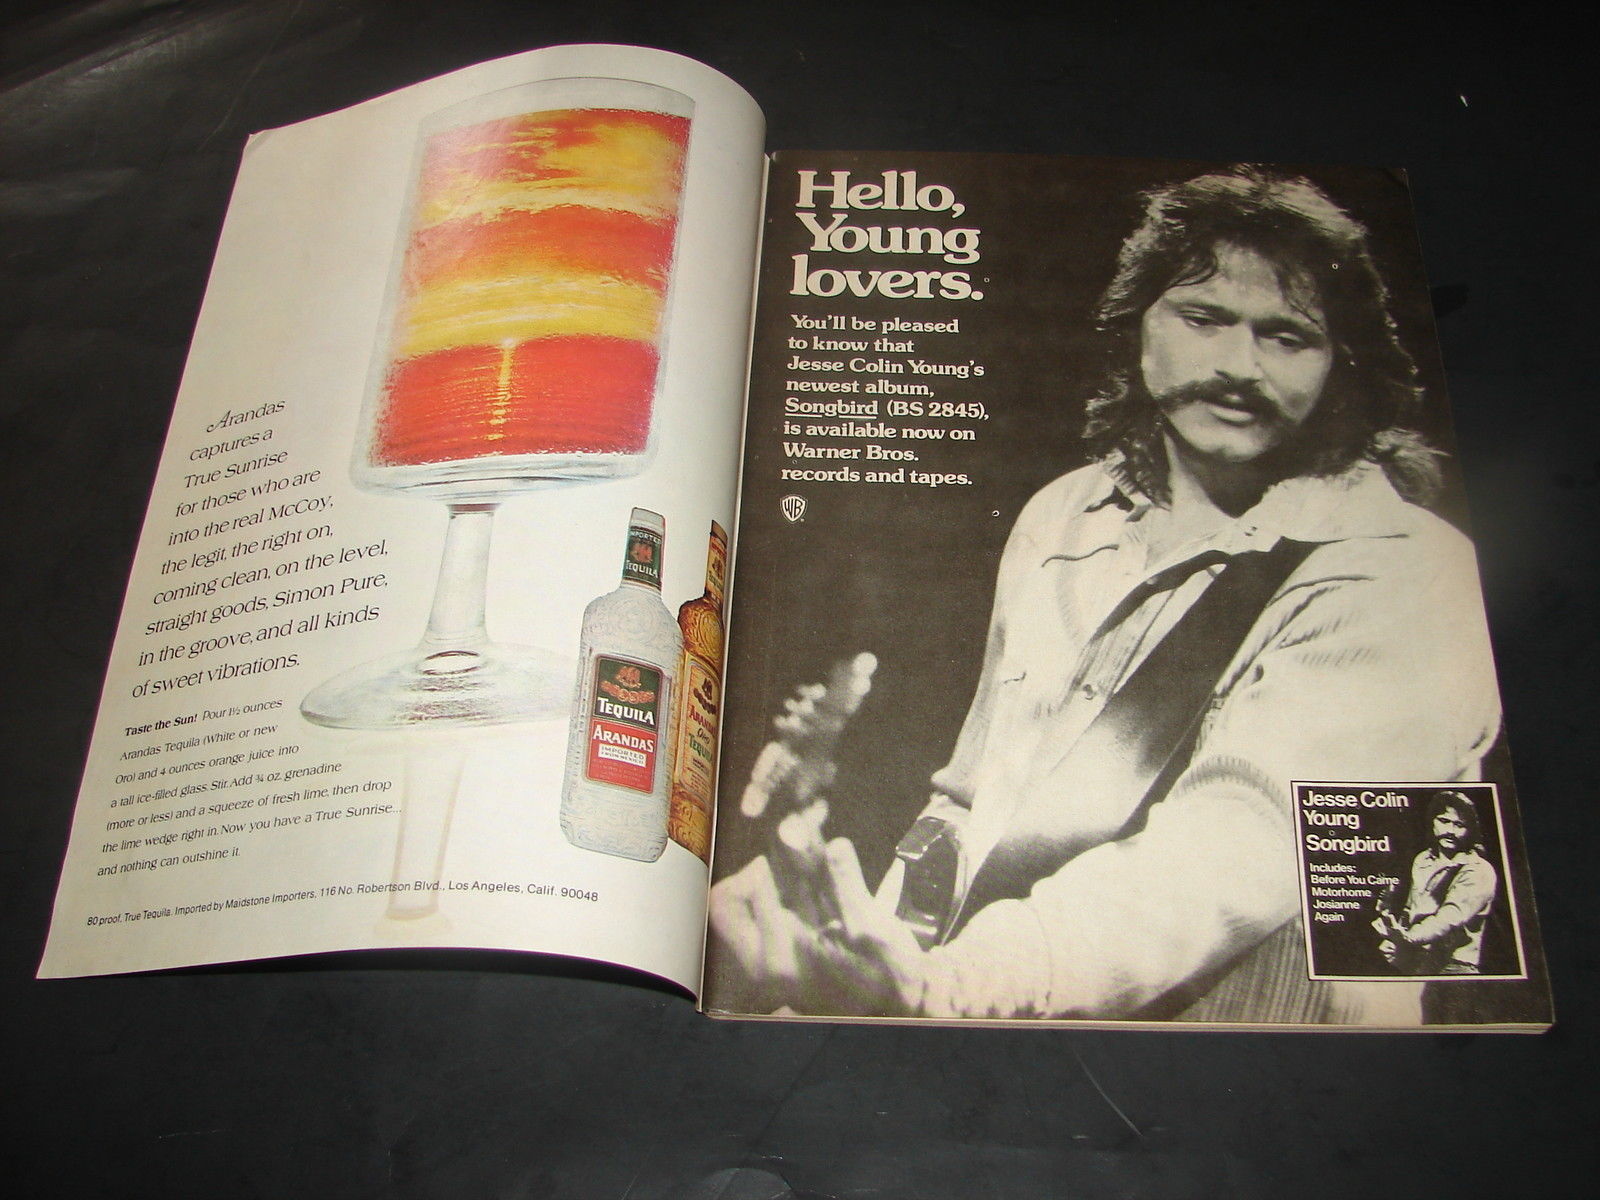 Arandas
captures a
True Sunrise
for those who are
into the real McCoy,
the legit, the right on,
coming clean, on the level,
straight goods, Simon Pure,
in the groove, and all kinds
of sweet vibrations.
Taste the Sun! Pour 1½ ounces
Arandas Tequila (White or new
Oro) and 4 ounces orange juice into
a tall ice-filled glass. Stir. Add ¾ oz. grenadine
(more or less) and a squeeze of fresh lime, then drop
the lime wedge right in. Now you have a True Sunrise...
and nothing can outshine it.
80 proof. True Tequila. Imported by Maidstone Importers, 116 No. Robertson Blvd., Los Angeles, Calif. 90048
IMPORTED
TEQUILA
TEQUILA
ARANDAS
IMPORTED
FROM MEXICO
Hello,
Young
lovers.
You'll be pleased
to know that
Jesse Colin Young's
newest album,
Songbird (BS 2845),
is available now on
Warner Bros.
records and tapes.
WB
Jesse Colin
Young
Songbird
Includes:
Before You Came
Motorhome
Josianne
Again